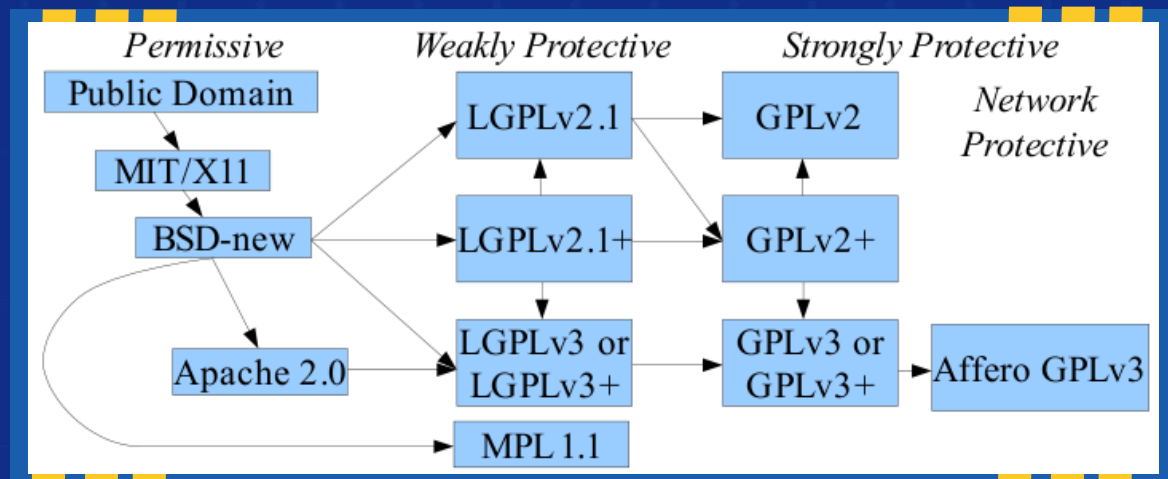 Permissive
Weakly Protective
Strongly Protective
Network
Protective
Public Domain
MIT/X11
BSD-new
Apache 2.0
LGPLv2.1
LGPLv2.1+
LGPLv3 or
LGPLv3+
MPL 1.1
GPLv2
GPLv2+
GPLv3 or
GPLv3+
Affero GPLv3